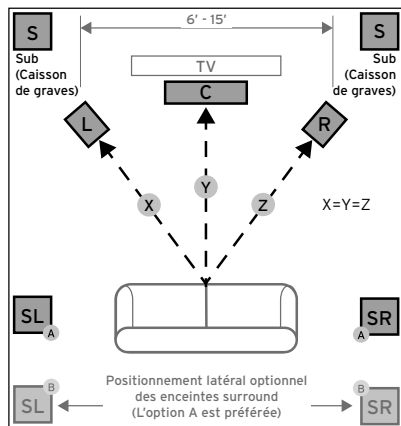 S
6' - 15'
S
Sub
(Caisson
de graves)
TV
Sub
(Caisson
de graves)
C
L
R
Y
X
Z
X=Y=Z
SL
A
SR
A
B
SL
Positionnement latéral optionnel
des enceintes surround
(L'option A est préférée)
B
SR